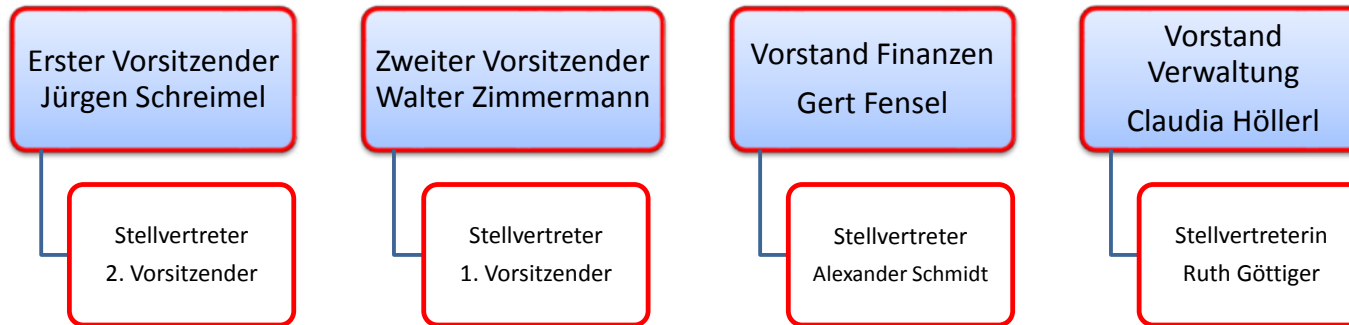 Erster Vorsitzender
Jürgen Schreimel
Stellvertreter
2. Vorsitzender
Zweiter Vorsitzender
Walter Zimmermann
Stellvertreter
1. Vorsitzender
Vorstand Finanzen
Gert Fensel
Stellvertreter
Alexander Schmidt
Vorstand
Verwaltung
Claudia Höllerl
Stellvertreterin
Ruth Göttiger